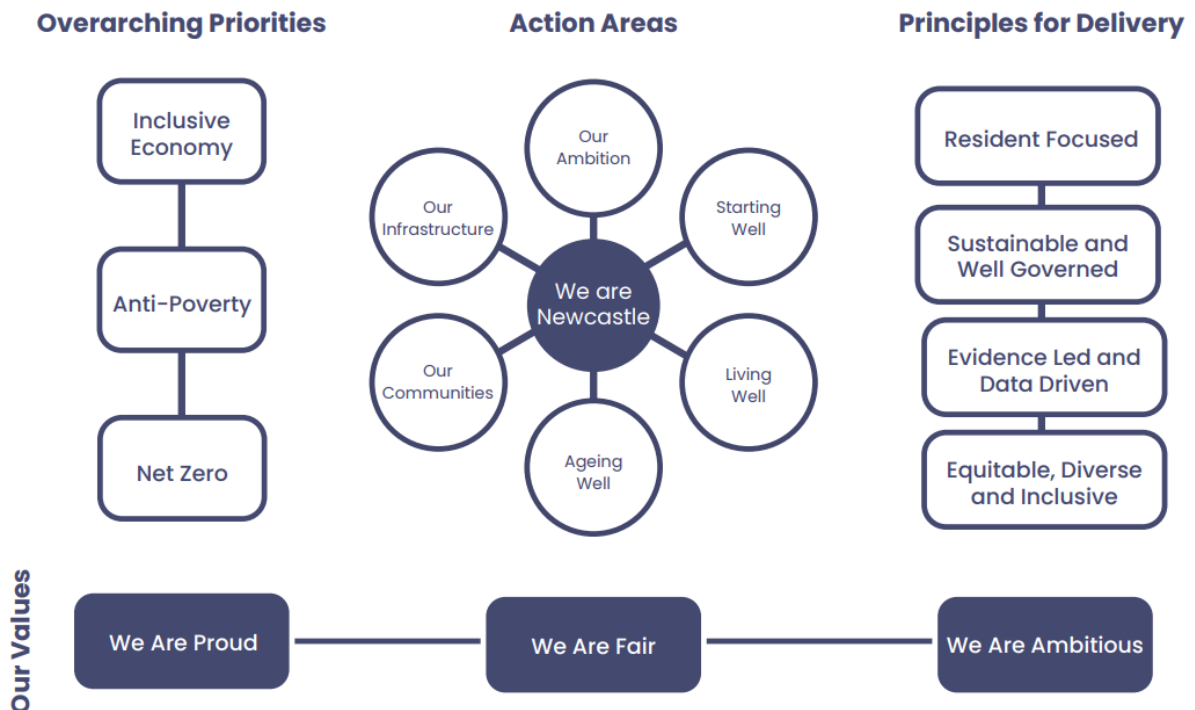 Overarching Priorities
Inclusive
Economy
Anti-Poverty
Net Zero
Action Areas
Our
Ambition
Starting
Well
Living
Well
Ageing
Well
Our
Communities
Our
Infrastructure
We are
Newcastle
Principles for Delivery
Resident Focused
Sustainable and
Well Governed
Evidence Led and
Data Driven
Equitable, Diverse
and Inclusive
Our Values
We Are Proud
We Are Fair
We Are Ambitious